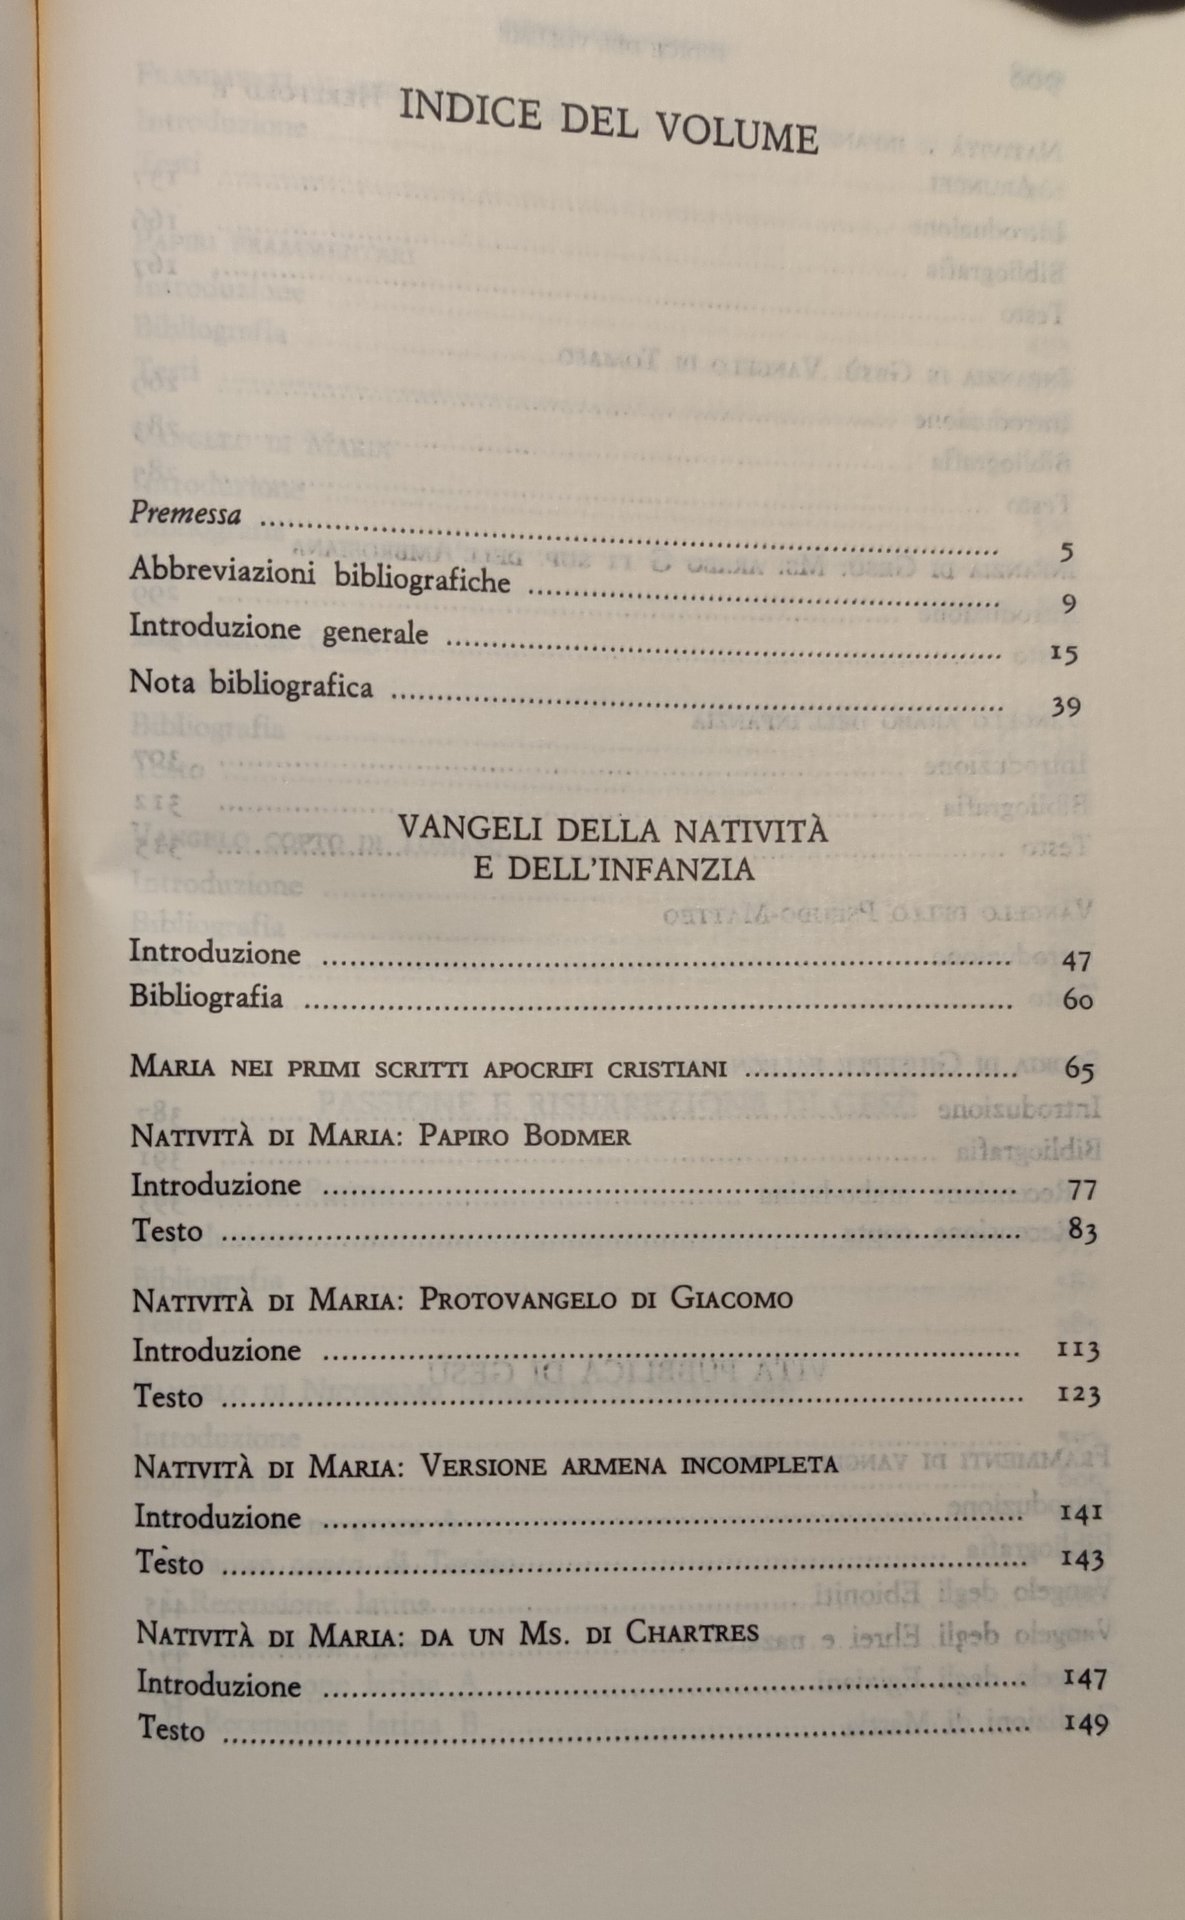 INDICE DEL VOLUME
Premessa ........ 5
Abbreviazioni bibliografiche ........ 9
Introduzione generale ........ 15
Nota bibliografica ........ 39
VANGELI DELLA NATIVITÀ
E DELL'INFANZIA
Introduzione ........ 47
Bibliografia ........ 60
MARIA NEI PRIMI SCRITTI APOCRIFI CRISTIANI ........ 65
NATIVITÀ DI MARIA: PAPIRO BODMER
Introduzione ........ 77
Testo ........ 83
NATIVITÀ DI MARIA: PROTOVANGELO DI GIACOMO
Introduzione ........ 113
Testo ........ 123
NATIVITÀ DI MARIA: VERSIONE ARMENA INCOMPLETA
Introduzione ........ 141
Testo ........ 143
NATIVITÀ DI MARIA: DA UN MS. DI CHARTRES
Introduzione ........ 147
Testo ........ 149